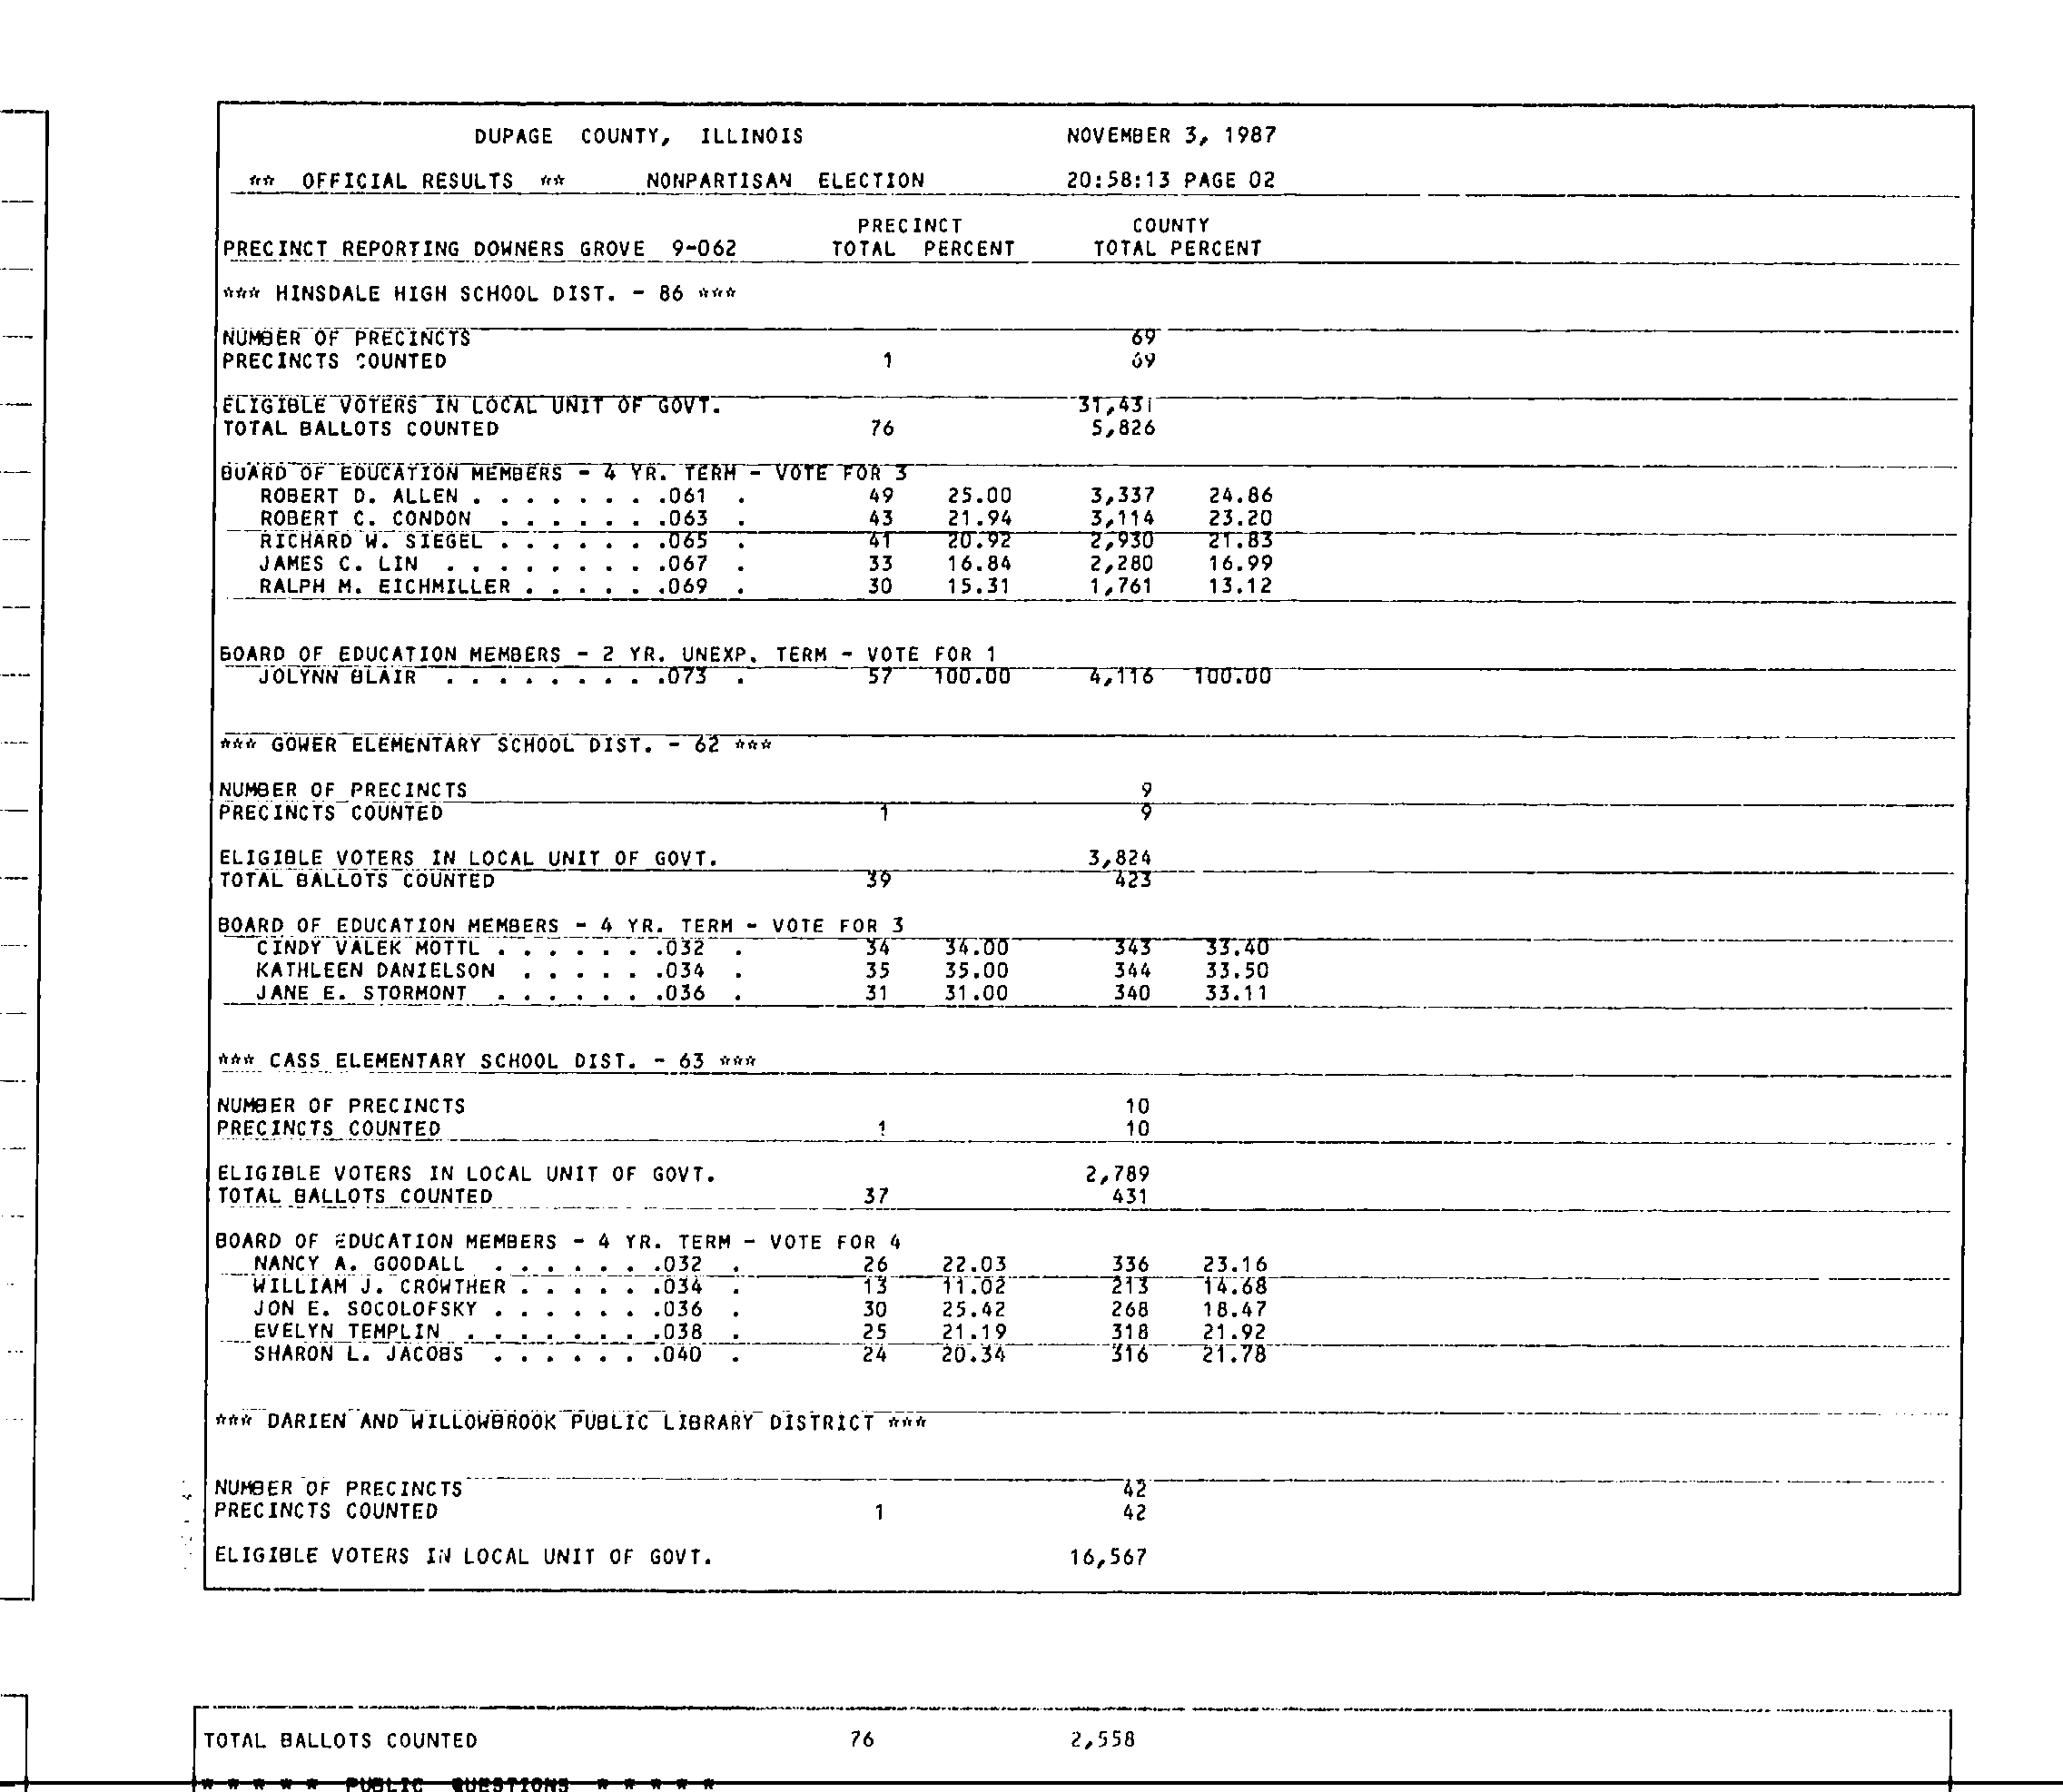 DUPAGE COUNTY, ILLINOIS NOVEMBER 3, 1987
** OFFICIAL RESULTS ** NONPARTISAN ELECTION 20:58:13 PAGE 02
PRECINCT COUNTY
PRECINCT REPORTING DOWNERS GROVE 9-062 TOTAL PERCENT TOTAL PERCENT
*** HINSDALE HIGH SCHOOL DIST. - 86 ***
NUMBER OF PRECINCTS 69
PRECINCTS COUNTED 1 69
ELIGIBLE VOTERS IN LOCAL UNIT OF GOVT. 31,431
TOTAL BALLOTS COUNTED 76 5,826
BOARD OF EDUCATION MEMBERS - 4 YR. TERM - VOTE FOR 3
ROBERT D. ALLEN . . . . . . . .061 . 49 25.00 3,337 24.86
ROBERT C. CONDON . . . . . . .063 . 43 21.94 3,114 23.20
RICHARD W. SIEGEL . . . . . . .065 . 41 20.92 2,930 21.83
JAMES C. LIN . . . . . . . . .067 . 33 16.84 2,280 16.99
RALPH M. EICHMILLER . . . . . .069 . 30 15.31 1,761 13.12
BOARD OF EDUCATION MEMBERS - 2 YR. UNEXP. TERM - VOTE FOR 1
JOLYNN BLAIR . . . . . . . . .073 . 57 100.00 4,116 100.00
*** GOWER ELEMENTARY SCHOOL DIST. - 62 ***
NUMBER OF PRECINCTS 9
PRECINCTS COUNTED 1 9
ELIGIBLE VOTERS IN LOCAL UNIT OF GOVT. 3,824
TOTAL BALLOTS COUNTED 39 423
BOARD OF EDUCATION MEMBERS - 4 YR. TERM - VOTE FOR 3
CINDY VALEK MOTTL . . . . . . .032 . 34 34.00 343 33.40
KATHLEEN DANIELSON . . . . . .034 . 35 35.00 344 33.50
JANE E. STORMONT . . . . . . .036 . 31 31.00 340 33.11
*** CASS ELEMENTARY SCHOOL DIST. - 63 ***
NUMBER OF PRECINCTS 10
PRECINCTS COUNTED 1 10
ELIGIBLE VOTERS IN LOCAL UNIT OF GOVT. 2,789
TOTAL BALLOTS COUNTED 37 431
BOARD OF EDUCATION MEMBERS - 4 YR. TERM - VOTE FOR 4
NANCY A. GOODALL . . . . . . .032 . 26 22.03 336 23.16
WILLIAM J. CROWTHER . . . . . .034 . 13 11.02 213 14.68
JON E. SOCOLOFSKY . . . . . . .036 . 30 25.42 268 18.47
EVELYN TEMPLIN . . . . . . . .038 . 25 21.19 318 21.92
SHARON L. JACOBS . . . . . . .040 . 24 20.34 316 21.78
*** DARIEN AND WILLOWBROOK PUBLIC LIBRARY DISTRICT ***
NUMBER OF PRECINCTS 42
PRECINCTS COUNTED 1 42
ELIGIBLE VOTERS IN LOCAL UNIT OF GOVT. 16,567
TOTAL BALLOTS COUNTED 76 2,558
* * * * * PUBLIC QUESTIONS * * * * *